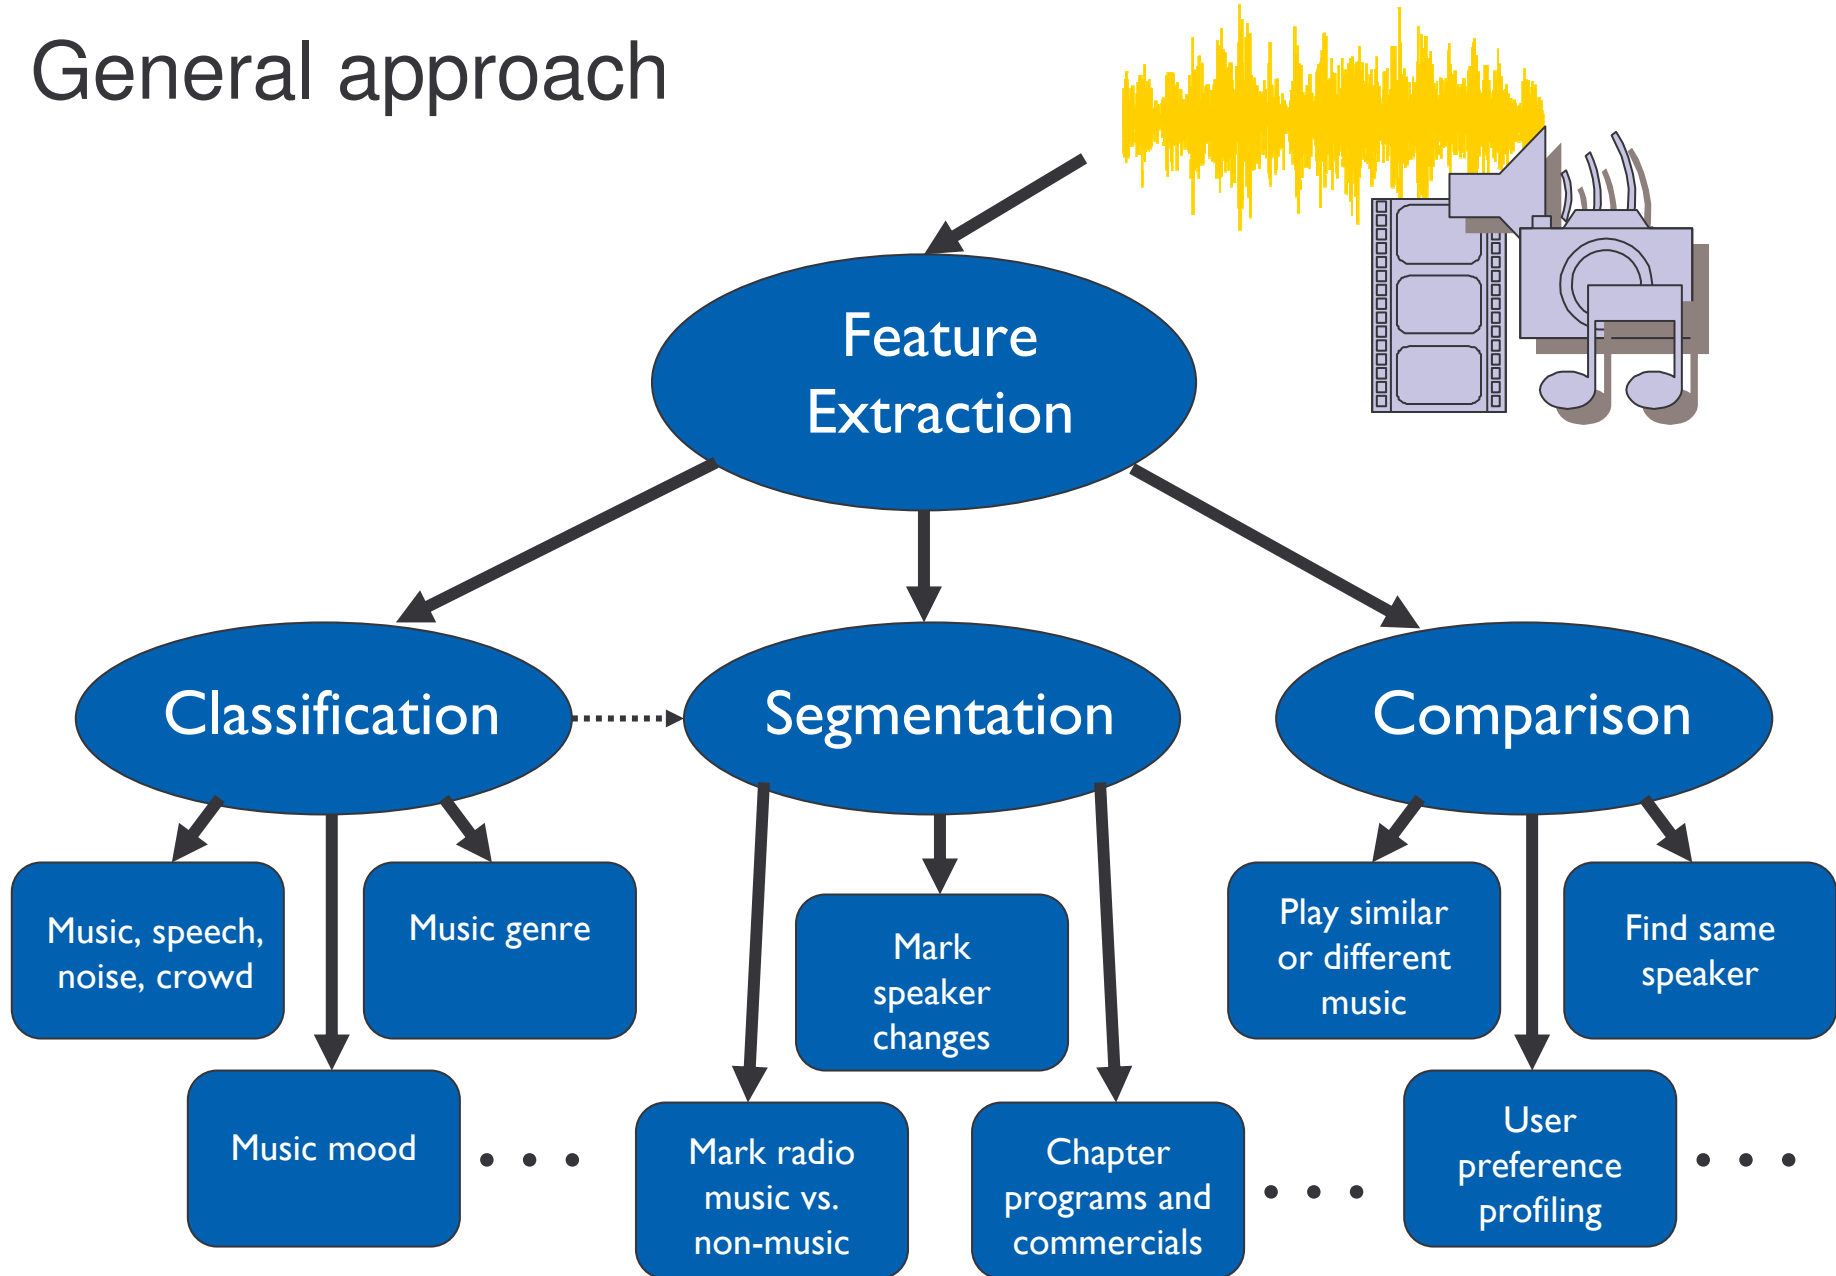 General approach
Feature
Extraction
Classification
Segmentation
Comparison
Music, speech,
noise, crowd
Music genre
Mark
speaker
changes
Play similar
or different
music
Find same
speaker
Music mood
• • •
Mark radio
music vs.
non-music
Chapter
programs and
commercials
• • •
User
preference
profiling
• • •